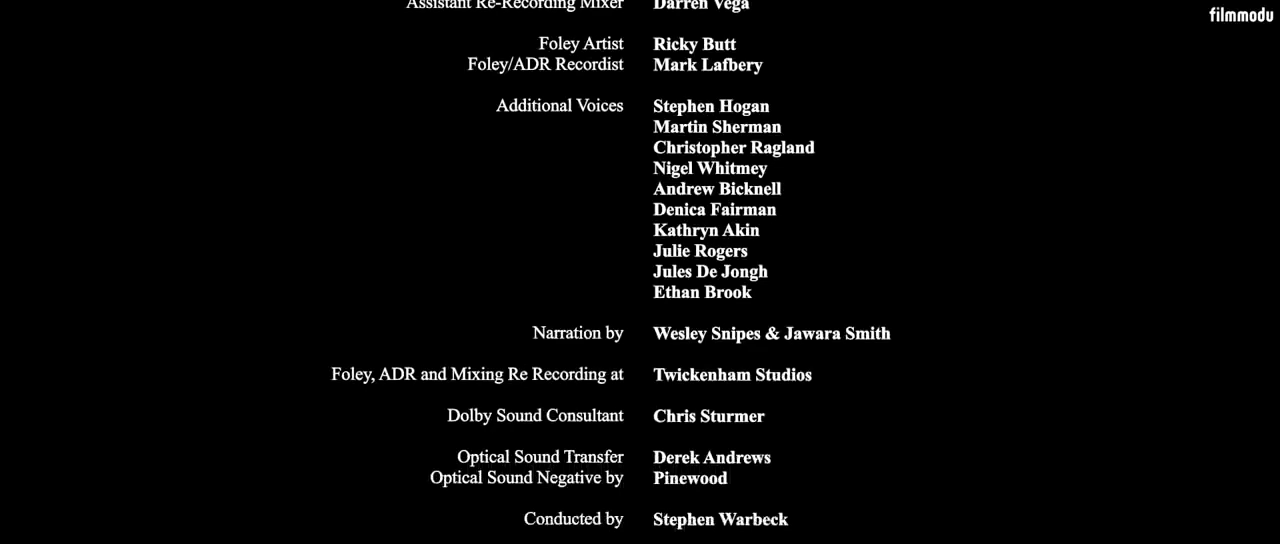 filmmodu
Assistant Re-Recording Mixer Darren Vega
Foley Artist Ricky Butt
Foley/ADR Recordist Mark Lafbery
Additional Voices Stephen Hogan
Martin Sherman
Christopher Ragland
Nigel Whitmey
Andrew Bicknell
Denica Fairman
Kathryn Akin
Julie Rogers
Jules De Jongh
Ethan Brook
Narration by Wesley Snipes & Jawara Smith
Foley, ADR and Mixing Re Recording at Twickenham Studios
Dolby Sound Consultant Chris Sturmer
Optical Sound Transfer Derek Andrews
Optical Sound Negative by Pinewood
Conducted by Stephen Warbeck